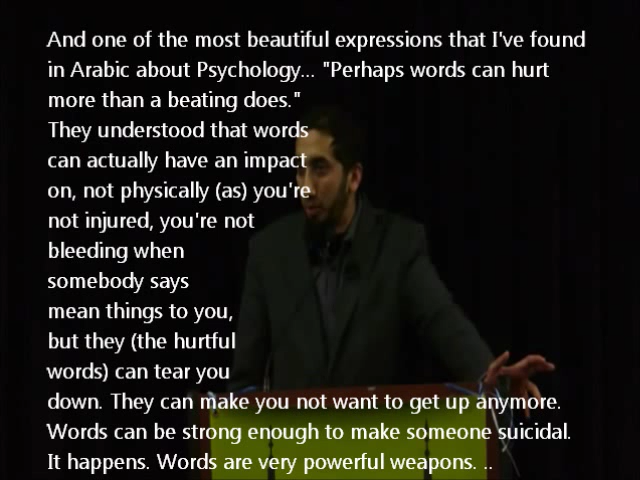 And one of the most beautiful expressions that I've found
in Arabic about Psychology... "Perhaps words can hurt
more than a beating does."
They understood that words
can actually have an impact
on, not physically (as) you're
not injured, you're not
bleeding when
somebody says
mean things to you,
but they (the hurtful
words) can tear you
down. They can make you not want to get up anymore.
Words can be strong enough to make someone suicidal.
It happens. Words are very powerful weapons. ..